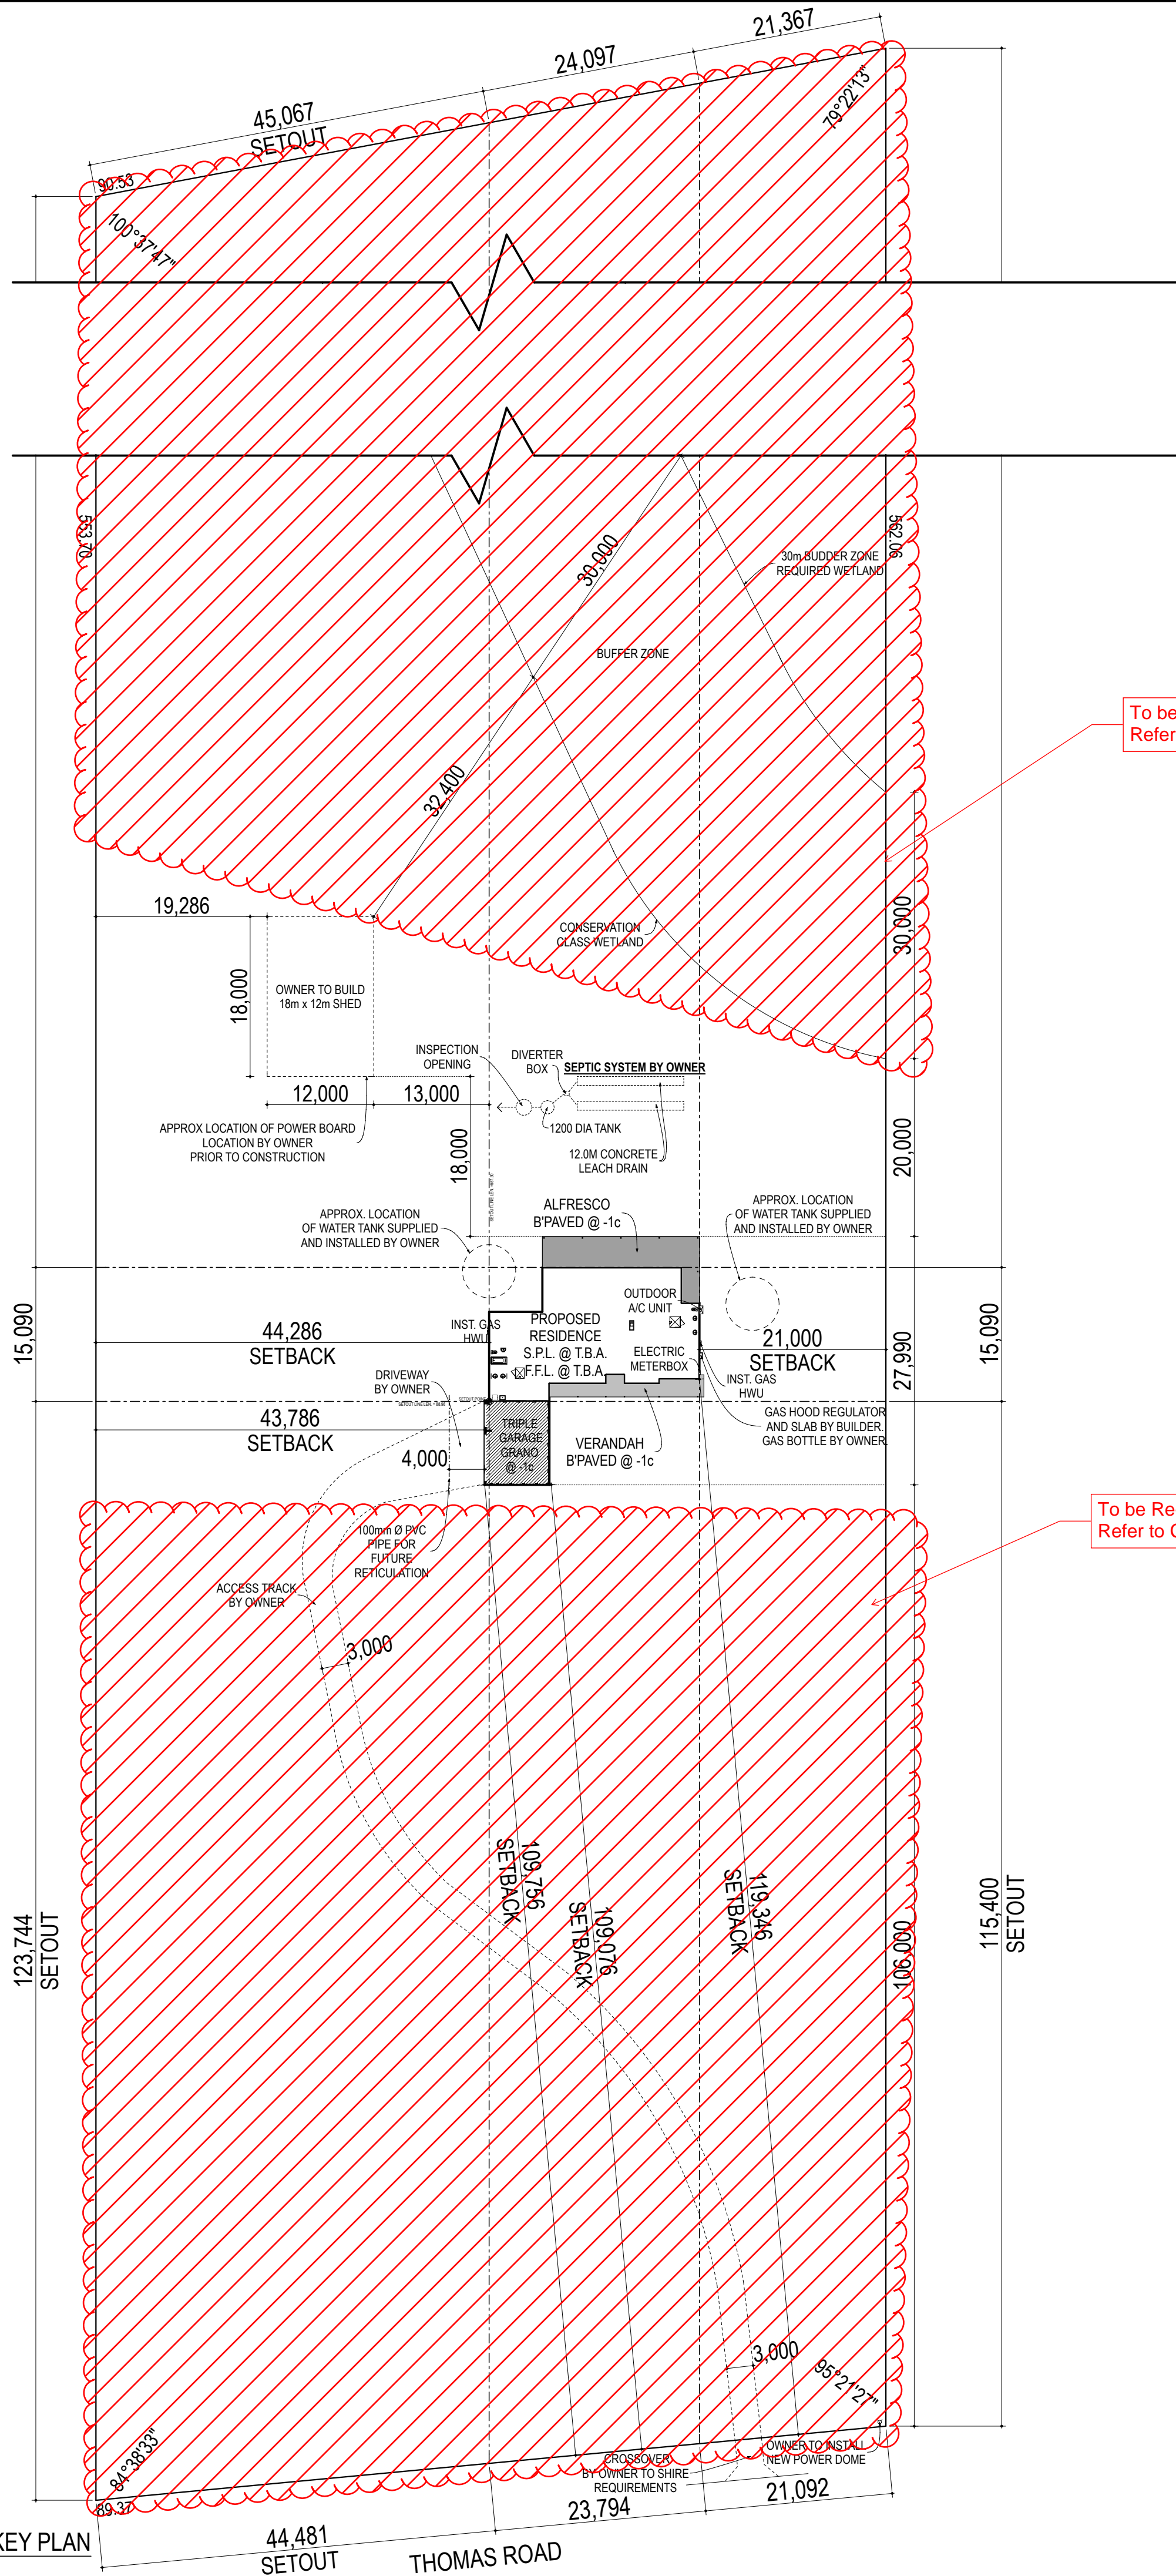 21,367
24,097
45,067
SETOUT
79°22'13"
90.53
100°37'47"
553.70
562.06
30m BUDDER ZONE
REQUIRED WETLAND
30,000
BUFFER ZONE
To be
Refer
32,400
19,286
30,000
CONSERVATION
CLASS WETLAND
18,000
OWNER TO BUILD
18m x 12m SHED
INSPECTION
OPENING
DIVERTER
BOX
SEPTIC SYSTEM BY OWNER
12,000
13,000
1200 DIA TANK
APPROX LOCATION OF POWER BOARD
LOCATION BY OWNER
PRIOR TO CONSTRUCTION
18,000
12.0M CONCRETE
LEACH DRAIN
20,000
APPROX. LOCATION
OF WATER TANK SUPPLIED
AND INSTALLED BY OWNER
ALFRESCO
B'PAVED @ -1c
APPROX. LOCATION
OF WATER TANK SUPPLIED
AND INSTALLED BY OWNER
15,090
OUTDOOR
A/C UNIT
INST. GAS
HWU
PROPOSED
RESIDENCE
S.P.L. @ T.B.A.
F.F.L. @ T.B.A.
44,286
SETBACK
21,000
SETBACK
27,990
15,090
ELECTRIC
METERBOX
INST. GAS
HWU
DRIVEWAY
BY OWNER
SETOUT POINT
43,786
SETBACK
GAS HOOD REGULATOR
AND SLAB BY BUILDER.
GAS BOTTLE BY OWNER
TRIPLE
GARAGE
GRANO
@ -1c
4,000
VERANDAH
B'PAVED @ -1c
To be Re
Refer to
100mm Ø PVC
PIPE FOR
FUTURE
RETICULATION
ACCESS TRACK
BY OWNER
3,000
109,756
SETBACK
109,076
SETBACK
119,346
SETBACK
106,000
115,400
SETOUT
123,744
SETOUT
3,000
95°21'27"
84°38'33"
OWNER TO INSTALL
NEW POWER DOME
CROSSOVER
BY OWNER TO SHIRE
REQUIREMENTS
89.37
21,092
23,794
44,481
SETOUT
KEY PLAN
THOMAS ROAD